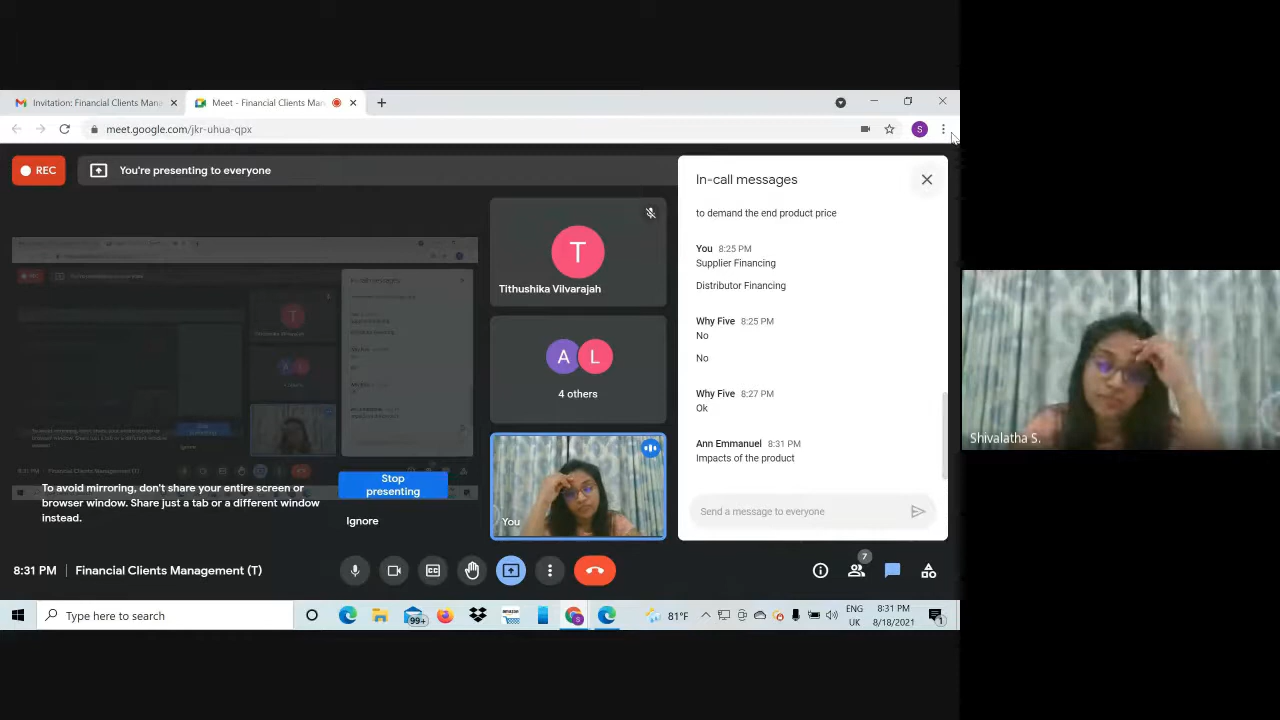 Invitation: Financial Clients Mana
Meet - Financial Clients Man
meet.google.com/jkr-uhua-qpx
S
REC
You're presenting to everyone
In-call messages
to demand the end product price
You 8:25 PM
Supplier Financing
Distributor Financing
Why Five 8:25 PM
No
No
Why Five 8:27 PM
Ok
Ann Emmanuel 8:31 PM
Impacts of the product
Send a message to everyone
T
Tithushika Vilvarajah
A L
4 others
You
To avoid mirroring, don't share your entire screen or
browser window. Share just a tab or a different window
instead.
Stop
presenting
Ignore
Shivalatha S.
8:31 PM | Financial Clients Management (T)
7
Type here to search
99+
amazon
S
81°F
ENG
UK
8:31 PM
8/18/2021
1